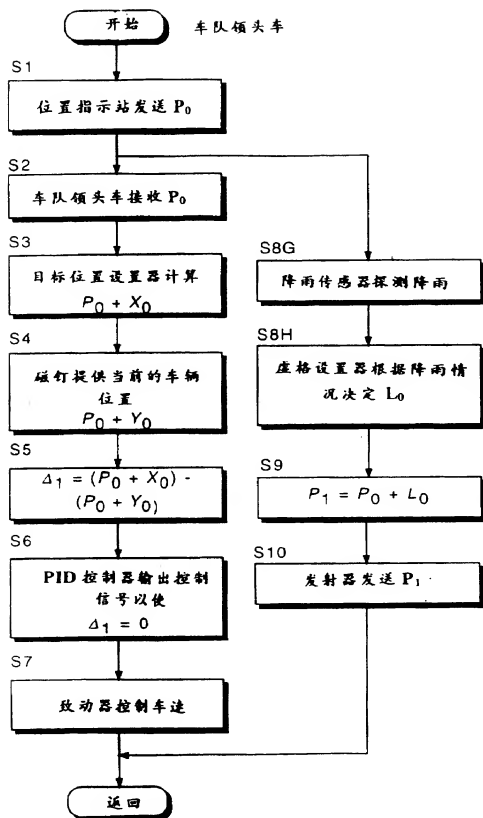 开始
车队领头车
S1
位置指示站发送 P₀
S2
车队领头车接收 P₀
S3
目标位置设置器计算
P₀ + X₀
S4
磁钉提供当前的车辆
位置
P₀ + Y₀
S5
Δ₁ = (P₀ + X₀) -
(P₀ + Y₀)
S6
PID 控制器输出控制
信号以使
Δ₁ = 0
S7
致动器控制车速
返回
S8G
降雨传感器探测降雨
S8H
虚格设置器根据降雨情
况决定 L₀
S9
P₁ = P₀ + L₀
S10
发射器发送 P₁